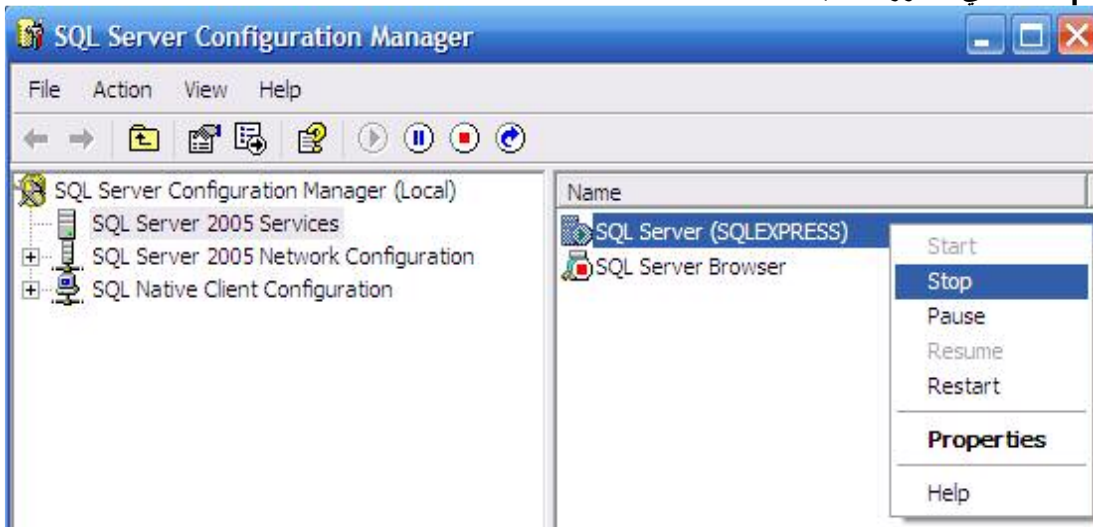 SQL Server Configuration Manager
File Action View Help
SQL Server Configuration Manager (Local)
SQL Server 2005 Services
SQL Server 2005 Network Configuration
SQL Native Client Configuration
Name
SQL Server (SQLEXPRESS)
SQL Server Browser
Start
Stop
Pause
Resume
Restart
Properties
Help